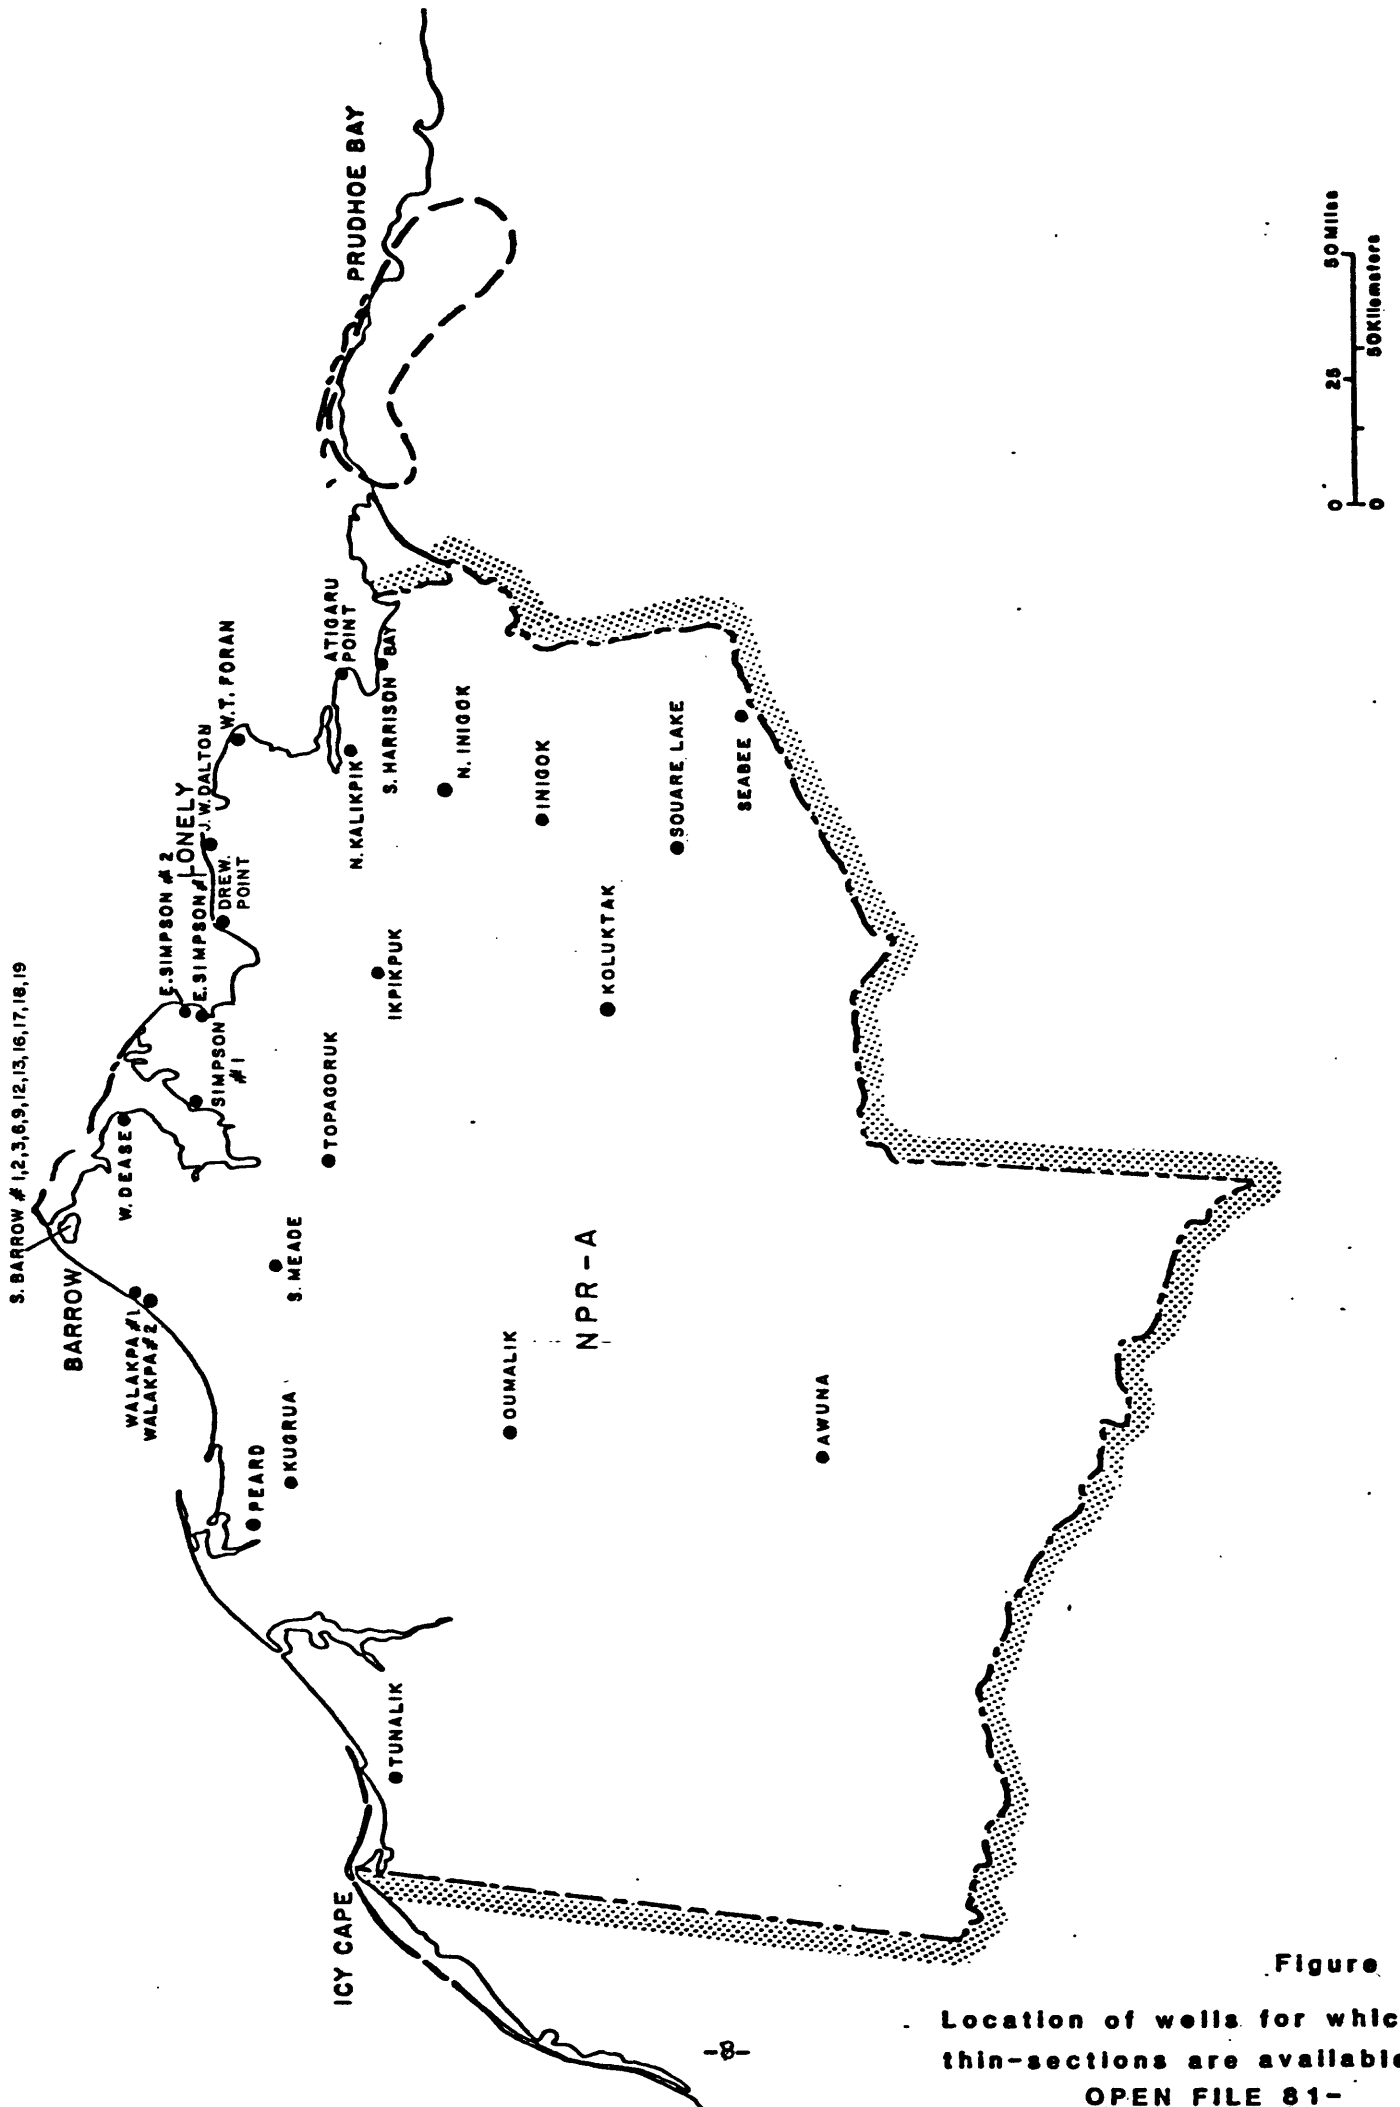 S. BARROW # 1,2,3,6,9,12,13,16,17,18,19
BARROW
WALAKPA #1
WALAKPA #2
W. DEASE
E. SIMPSON # 2
E. SIMPSON #1
SIMPSON
#1
LONELY
J. W. DALTON
DREW.
POINT
W.T. FORAN
ATIGARU
POINT
PRUDHOE BAY
S. HARRISON BAY
N. KALIKPIK
N. INIGOK
INIGOK
IKPIKPUK
TOPAGORUK
S. MEADE
KUGRUA
PEARD
TUNALIK
ICY CAPE
OUMALIK
NPR-A
KOLUKTAK
SQUARE LAKE
SEABEE
AWUNA
0 25 50 Miles
0 50 Kilometers
Figure
Location of wells for whic
thin-sections are available
OPEN FILE 81-
-8-